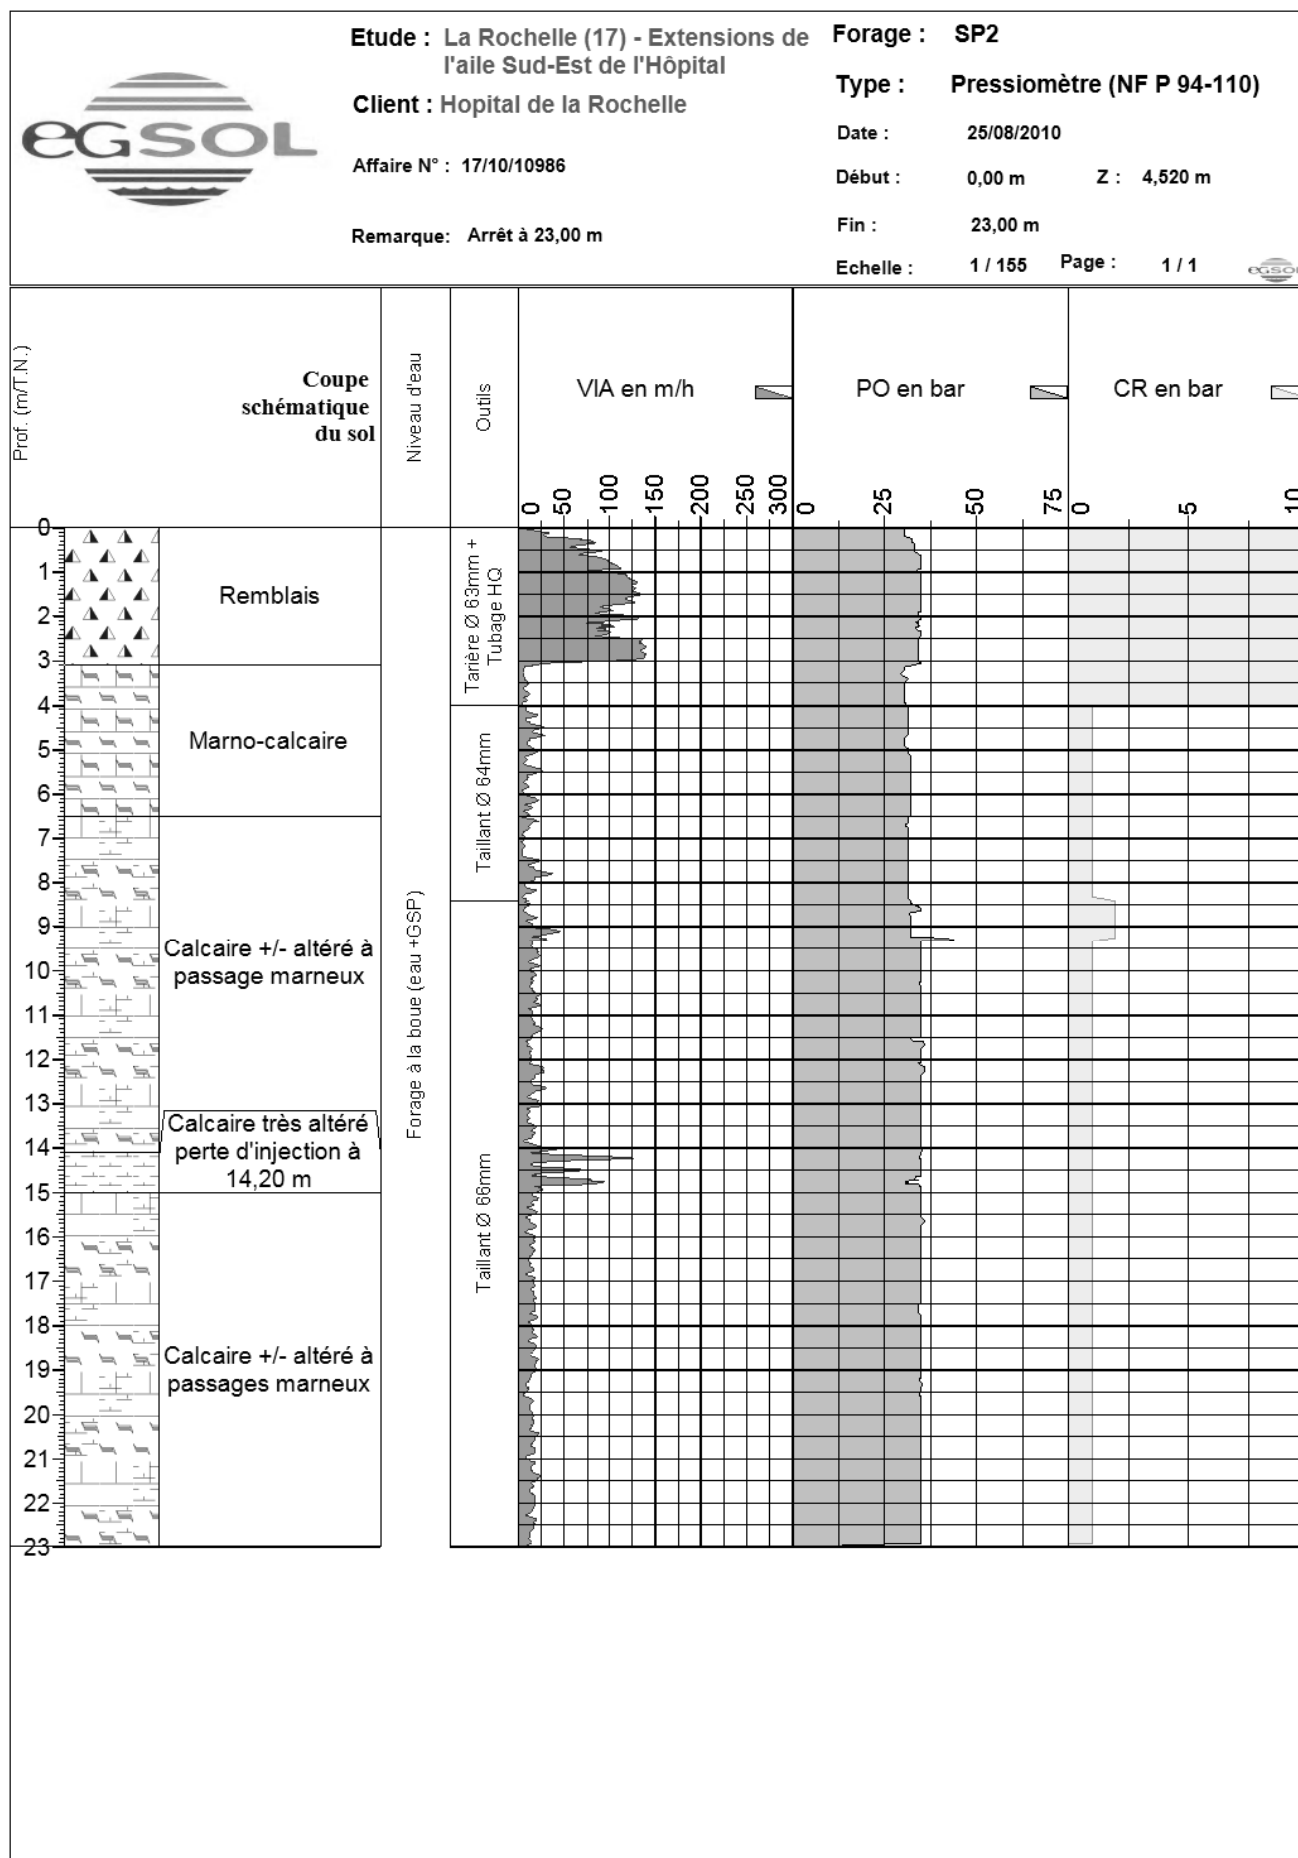 eGSOL
Etude : La Rochelle (17) - Extensions de
l'aile Sud-Est de l'Hôpital
Client : Hopital de la Rochelle
Affaire N° : 17/10/10986
Remarque: Arrêt à 23,00 m
Forage : SP2
Type : Pressiomètre (NF P 94-110)
Date : 25/08/2010
Début : 0,00 m Z : 4,520 m
Fin : 23,00 m
Echelle : 1 / 155 Page : 1 / 1
eGSOL
Prof. (m/T.N.)
Coupe
schématique
du sol
Niveau d'eau
Outils
VIA en m/h
PO en bar
CR en bar
0 50 100 150 200 250 300
0 25 50 75
0 5 10
0
1
2
3
4
5
6
7
8
9
10
11
12
13
14
15
16
17
18
19
20
21
22
23
Remblais
Marno-calcaire
Calcaire +/- altéré à
passage marneux
Calcaire très altéré
perte d'injection à
14,20 m
Calcaire +/- altéré à
passages marneux
Forage à la boue (eau +GSP)
Tarière Ø 63mm +
Tubage HQ
Taillant Ø 64mm
Taillant Ø 66mm